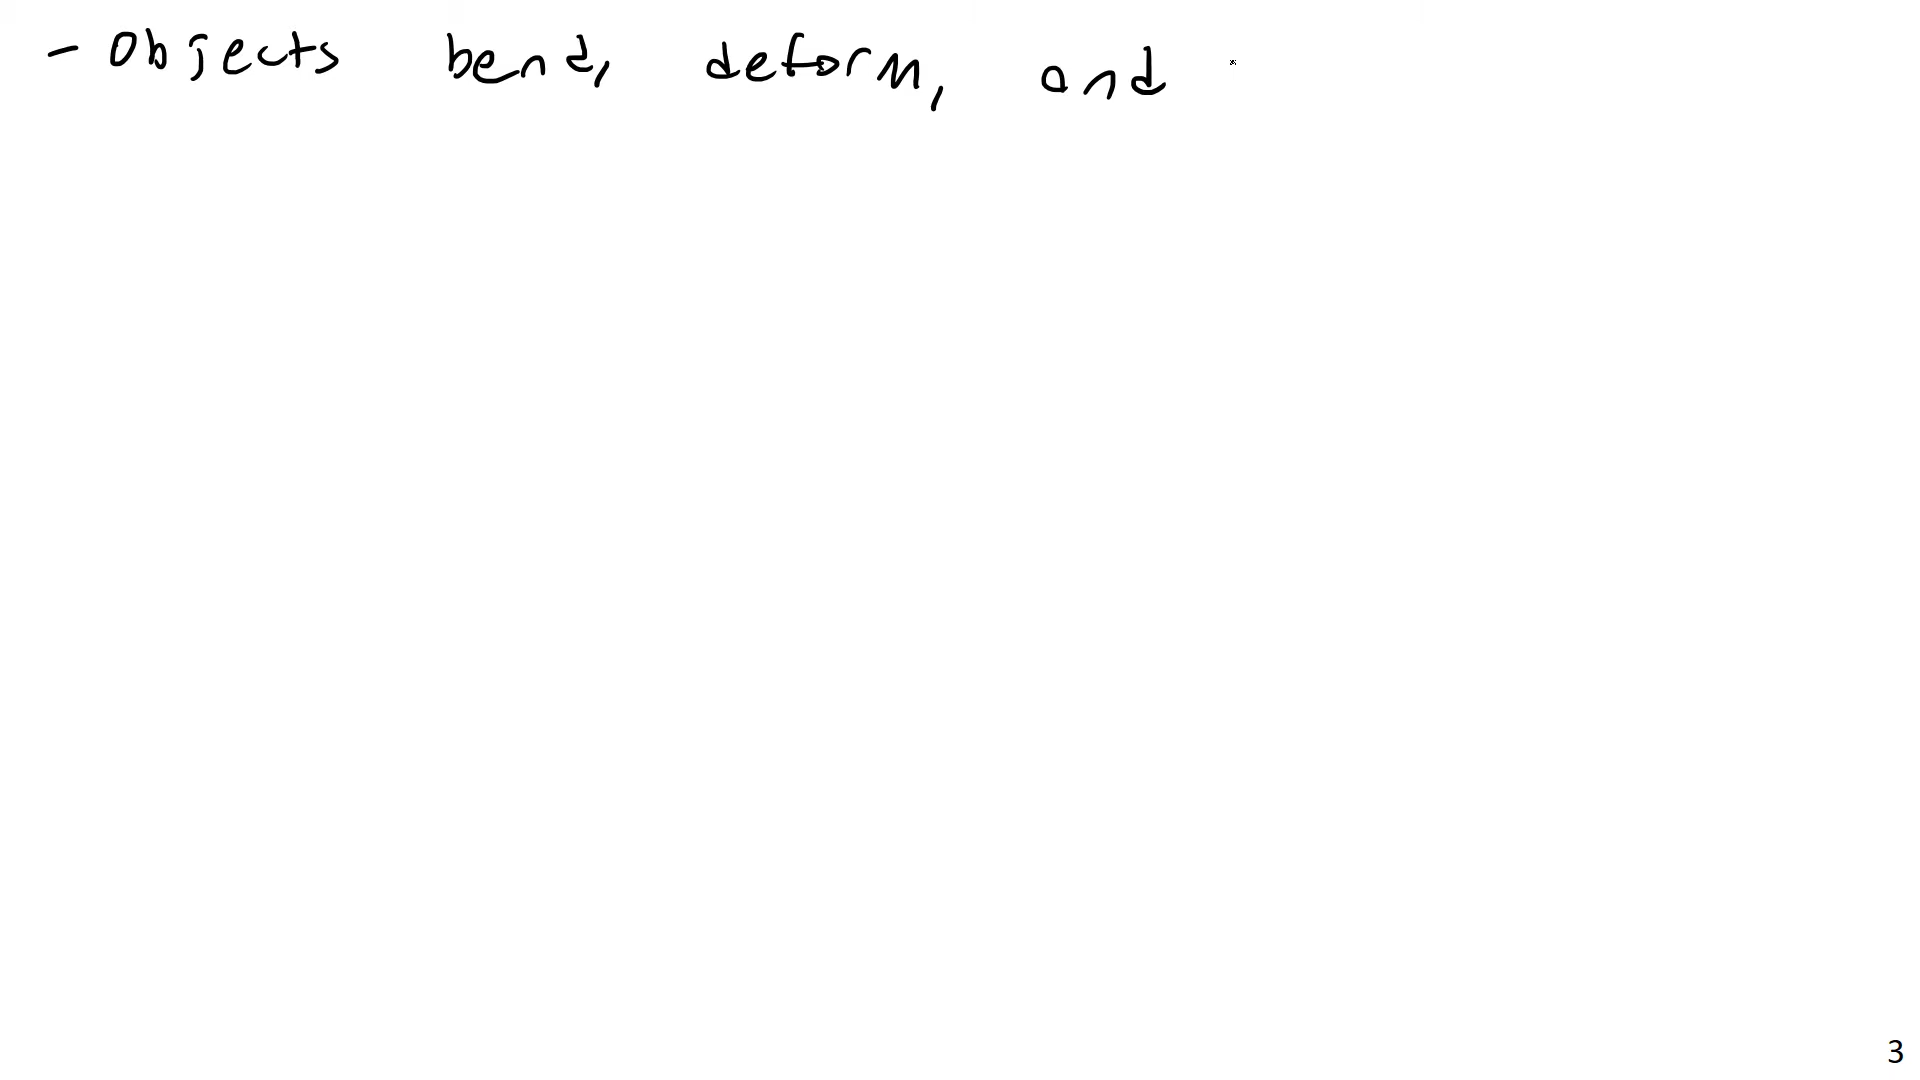 - Objects bend, deform, and
3